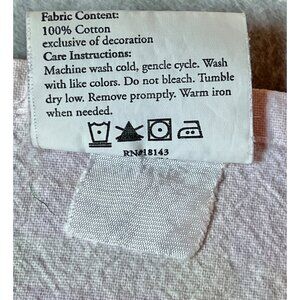 Fabric Content:
100% Cotton
exclusive of decoration
Care Instructions:
Machine wash cold, gencle cycle. Wash
with like colors. Do not bleach. Tumble
dry low. Remove promptly. Warm iron
when needed.
RN#18143